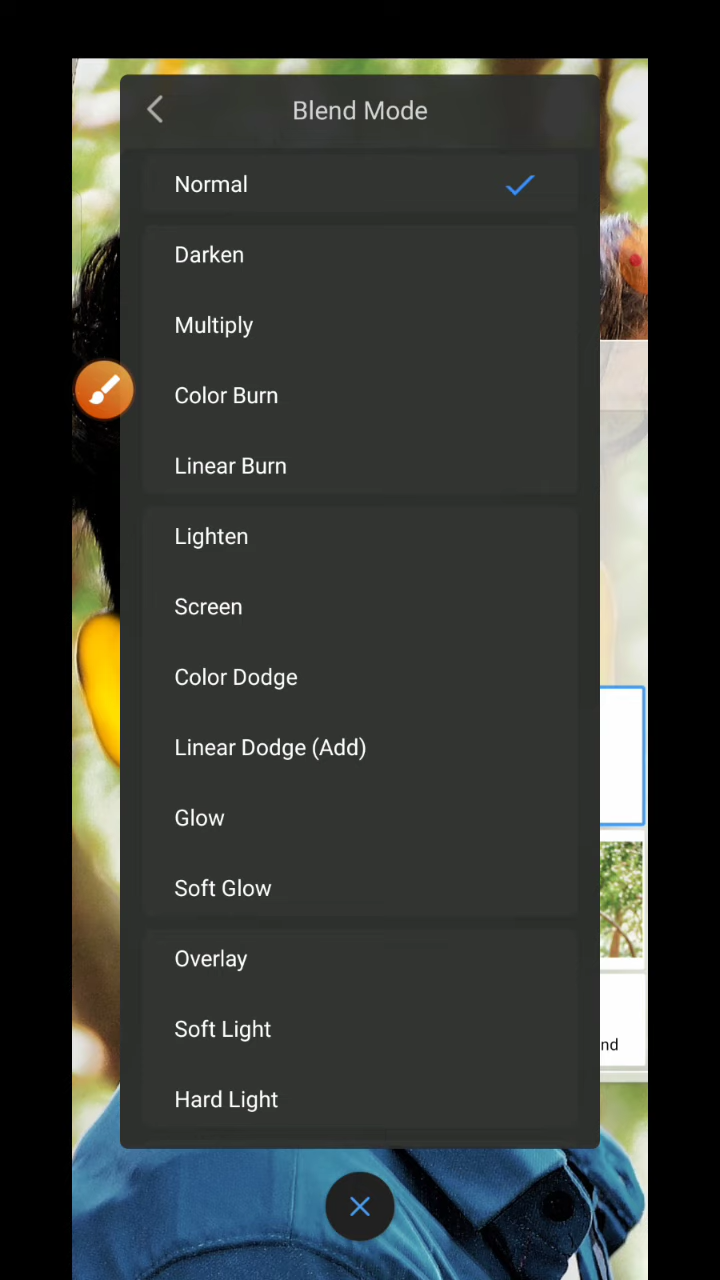 Blend Mode
Normal
Darken
Multiply
Color Burn
Linear Burn
Lighten
Screen
Color Dodge
Linear Dodge (Add)
Glow
Soft Glow
Overlay
Soft Light
nd
Hard Light